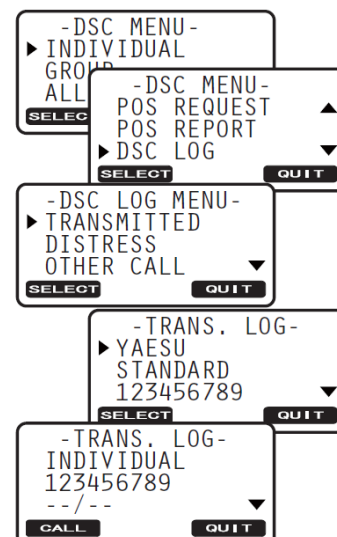 -DSC MENU-
INDIVIDUAL
GROUP
ALL
SELEC
-DSC MENU-
POS REQUEST
POS REPORT
DSC LOG
SELECT QUIT
-DSC LOG MENU-
TRANSMITTED
DISTRESS
OTHER CALL
SELECT QUIT
-TRANS. LOG-
YAESU
STANDARD
123456789
SELECT QUIT
-TRANS. LOG-
INDIVIDUAL
123456789
--/--
CALL QUIT